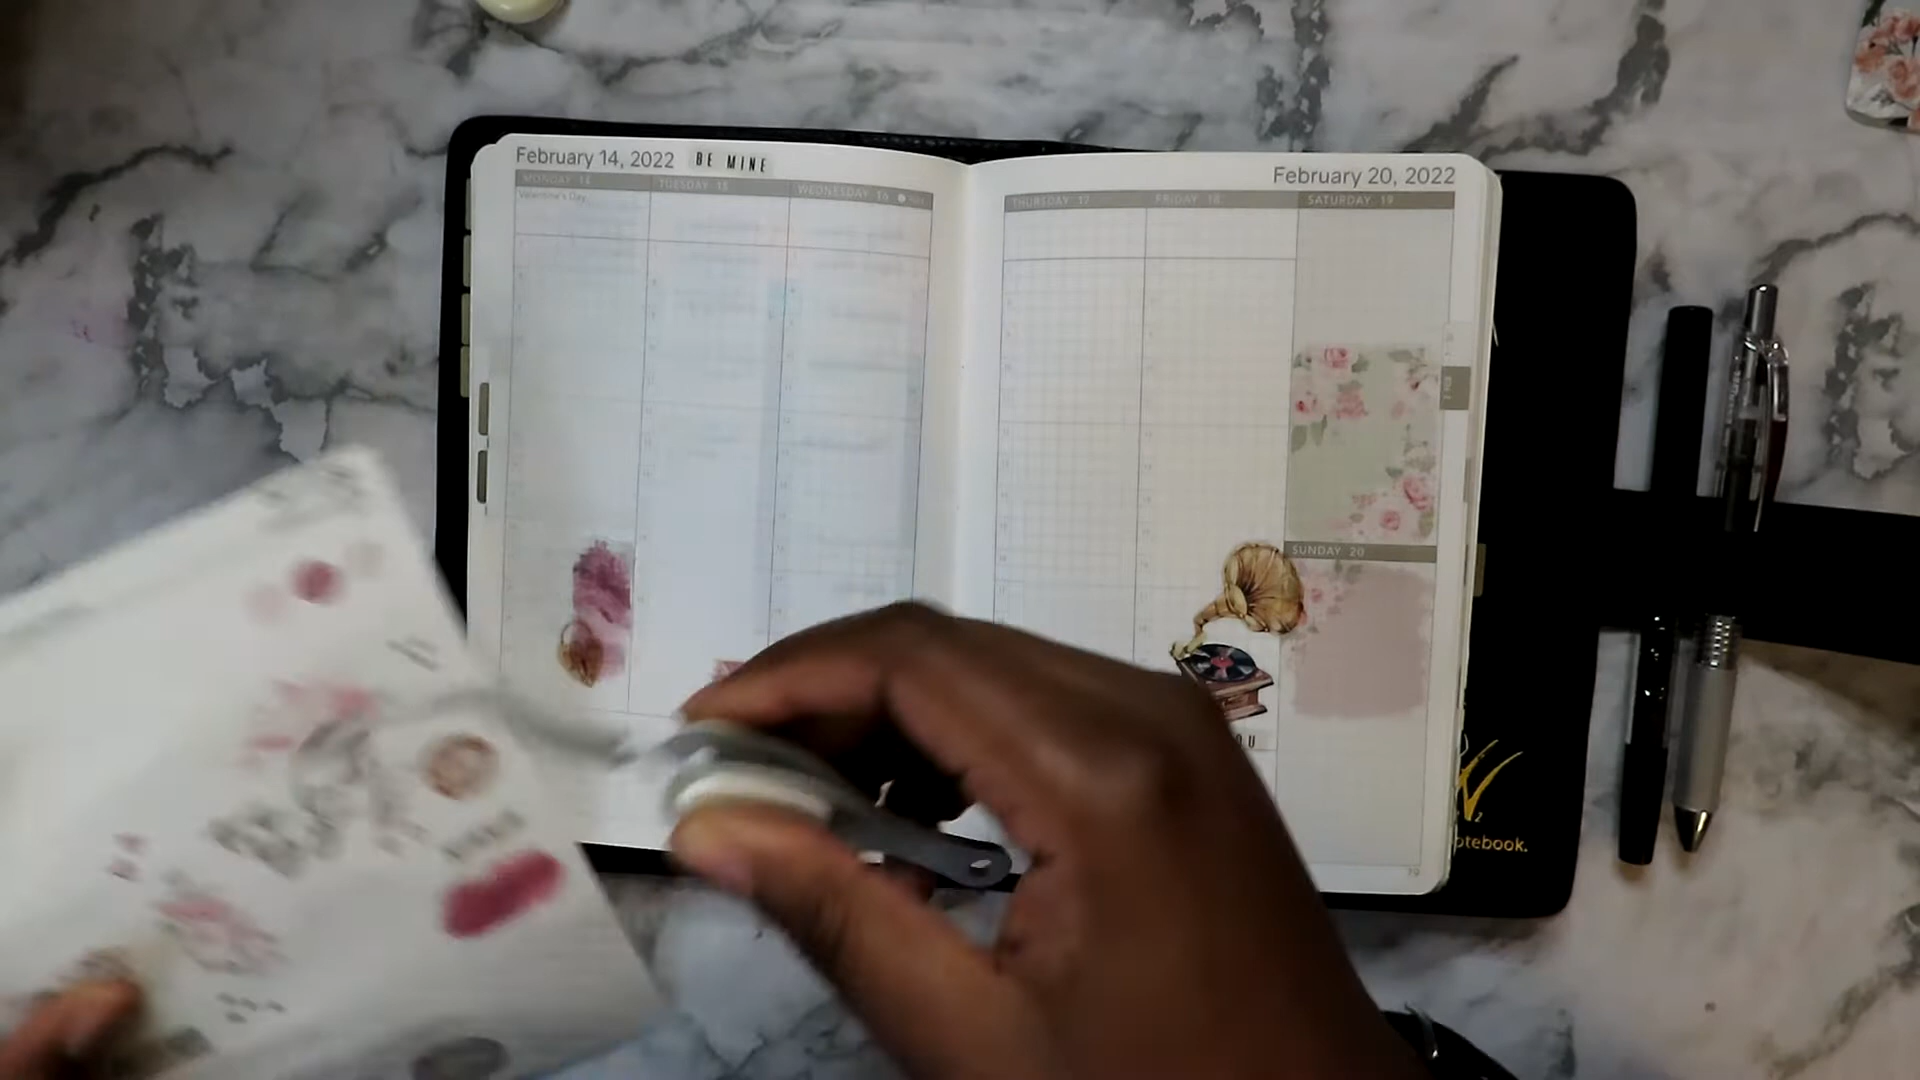 February 14, 2022 BE MINE
MONDAY 14
TUESDAY 15
WEDNESDAY 16
Valentine's Day
February 20, 2022
THURSDAY 17
FRIDAY 18
SATURDAY 19
SUNDAY 20
OU
otebook.